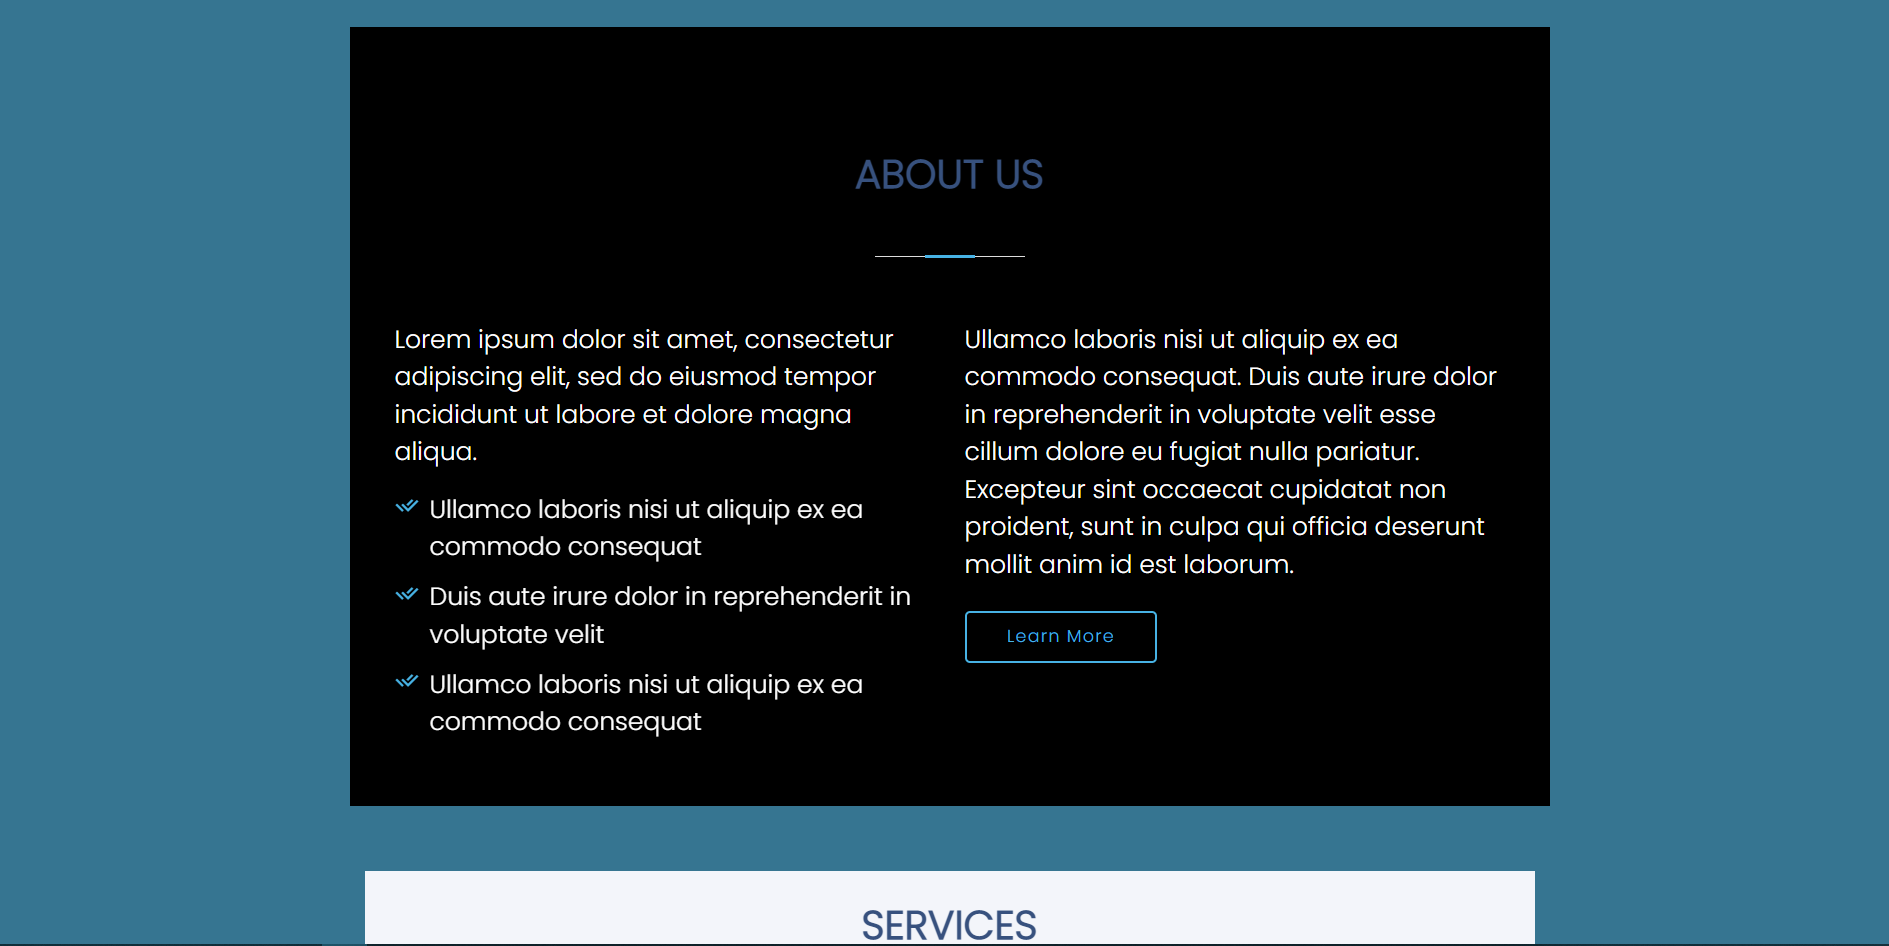 ABOUT US
Lorem ipsum dolor sit amet, consectetur
adipiscing elit, sed do eiusmod tempor
incididunt ut labore et dolore magna
aliqua.
Ullamco laboris nisi ut aliquip ex ea
commodo consequat
Duis aute irure dolor in reprehenderit in
voluptate velit
Ullamco laboris nisi ut aliquip ex ea
commodo consequat
Ullamco laboris nisi ut aliquip ex ea
commodo consequat. Duis aute irure dolor
in reprehenderit in voluptate velit esse
cillum dolore eu fugiat nulla pariatur.
Excepteur sint occaecat cupidatat non
proident, sunt in culpa qui officia deserunt
mollit anim id est laborum.
Learn More
SERVICES